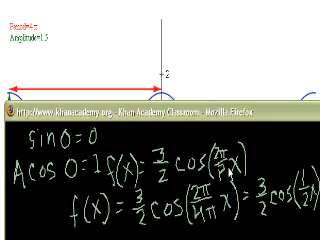 Period=4π
Amplitude=1.5
2
http://www.khanacademy.org - Khan Academy Classroom - Mozilla Firefox
sin 0 = 0
A cos 0 = 1 f(x) = 3/2 cos(2π/P x)
f(x) = 3/2 cos(2π/4π x) = 3/2 cos(1/2 x